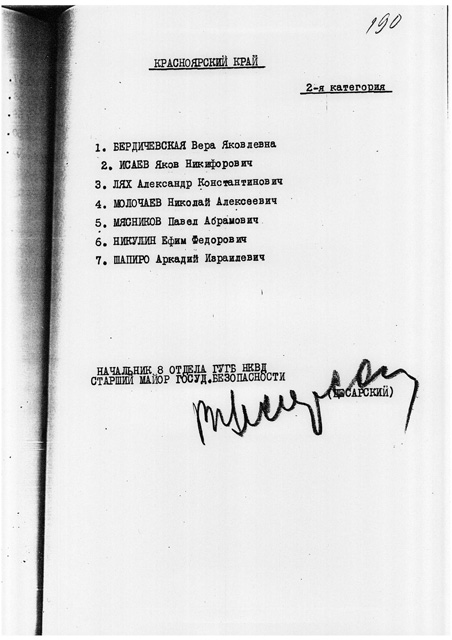 190
КРАСНОЯРСКИЙ КРАЙ
2-я категория
1. БЕРДИЧЕВСКАЯ Вера Яковлевна
2. ИСАЕВ Яков Никифорович
3. ЛЯХ Александр Константинович
4. МОЛОЧАЕВ Николай Алексеевич
5. МЯСНИКОВ Павел Абрамович
6. НИКУЛИН Ефим Федорович
7. ШАПИРО Аркадий Израилевич
НАЧАЛЬНИК 8 ОТДЕЛА ГУГБ НКВД
СТАРШИЙ МАЙОР ГОСУД.БЕЗОПАСНОСТИ
(ЦЕСАРСКИЙ)